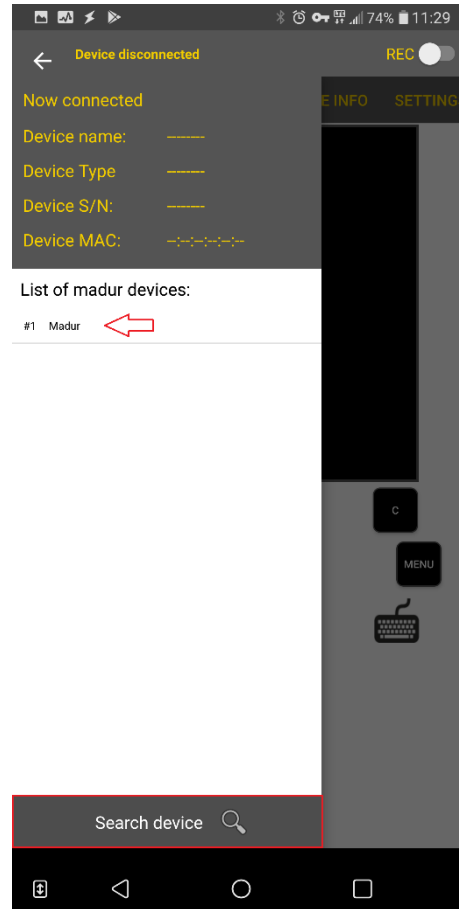 74% 11:29
Device disconnected REC
E INFO SETTING
Now connected
Device name: --------
Device Type --------
Device S/N: --------
Device MAC: --:--:--:--:--:--
List of madur devices:
#1 Madur
C
MENU
Search device